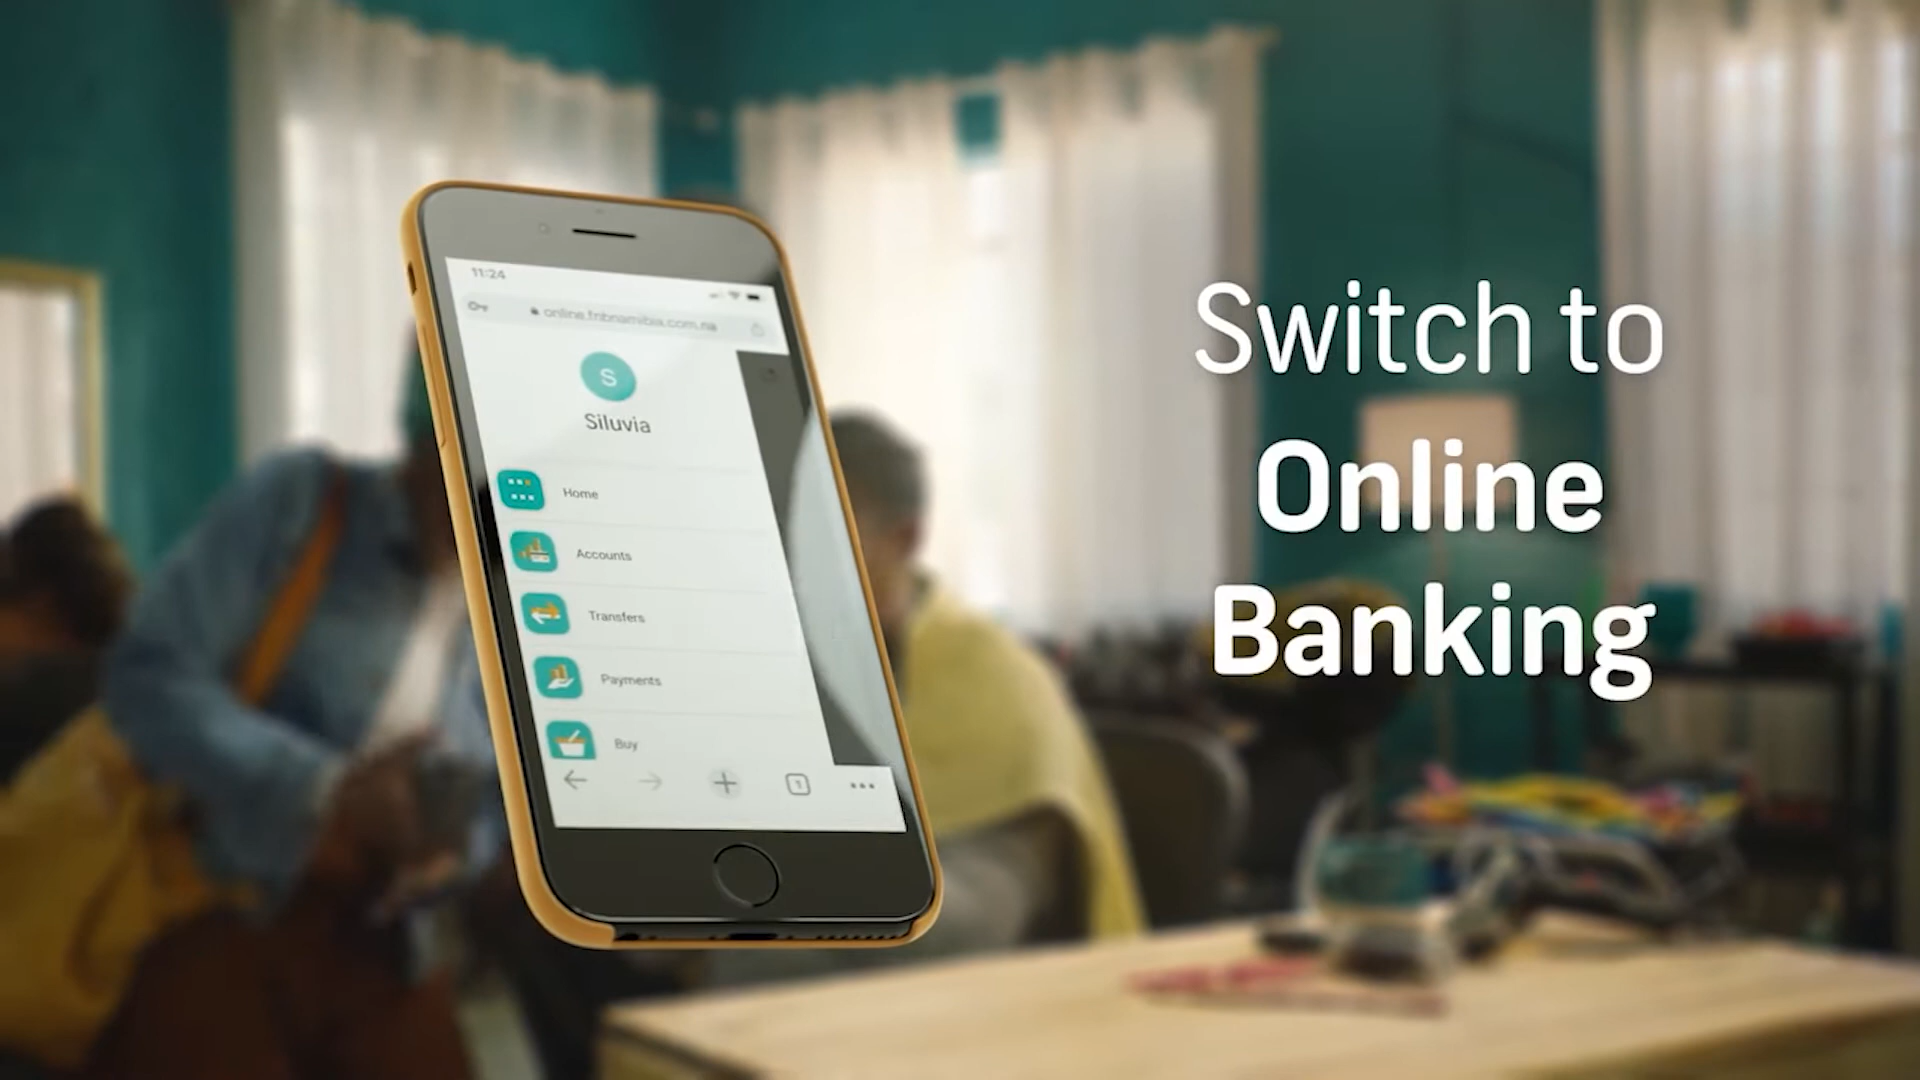 11:24
online.fnbnamibia.com.na
S
Siluvia
Home
Accounts
Transfers
Payments
Buy
1
Switch to
Online
Banking